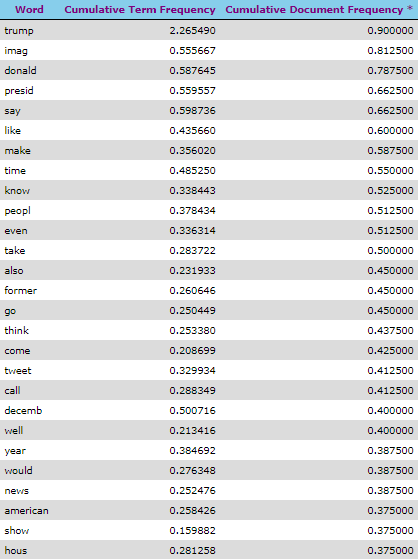 Word Cumulative Term Frequency Cumulative Document Frequency *
trump 2.265490 0.900000
imag 0.555667 0.812500
donald 0.587645 0.787500
presid 0.559557 0.662500
say 0.598736 0.662500
like 0.435660 0.600000
make 0.356020 0.587500
time 0.485250 0.550000
know 0.338443 0.525000
peopl 0.378434 0.512500
even 0.336314 0.512500
take 0.283722 0.500000
also 0.231933 0.450000
former 0.260646 0.450000
go 0.250449 0.450000
think 0.253380 0.437500
come 0.208699 0.425000
tweet 0.329934 0.412500
call 0.288349 0.412500
decemb 0.500716 0.400000
well 0.213416 0.400000
year 0.384692 0.387500
would 0.276348 0.387500
news 0.252476 0.387500
american 0.258426 0.375000
show 0.159882 0.375000
hous 0.281258 0.375000